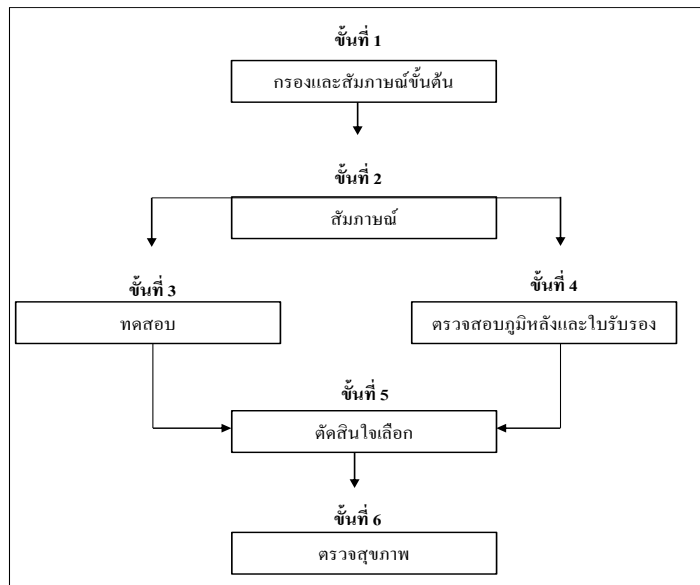 ขั้นที่ 1
กรองและสัมภาษณ์ขั้นต้น
ขั้นที่ 2
สัมภาษณ์
ขั้นที่ 3
ทดสอบ
ขั้นที่ 4
ตรวจสอบภูมิหลังและใบรับรอง
ขั้นที่ 5
ตัดสินใจเลือก
ขั้นที่ 6
ตรวจสุขภาพ